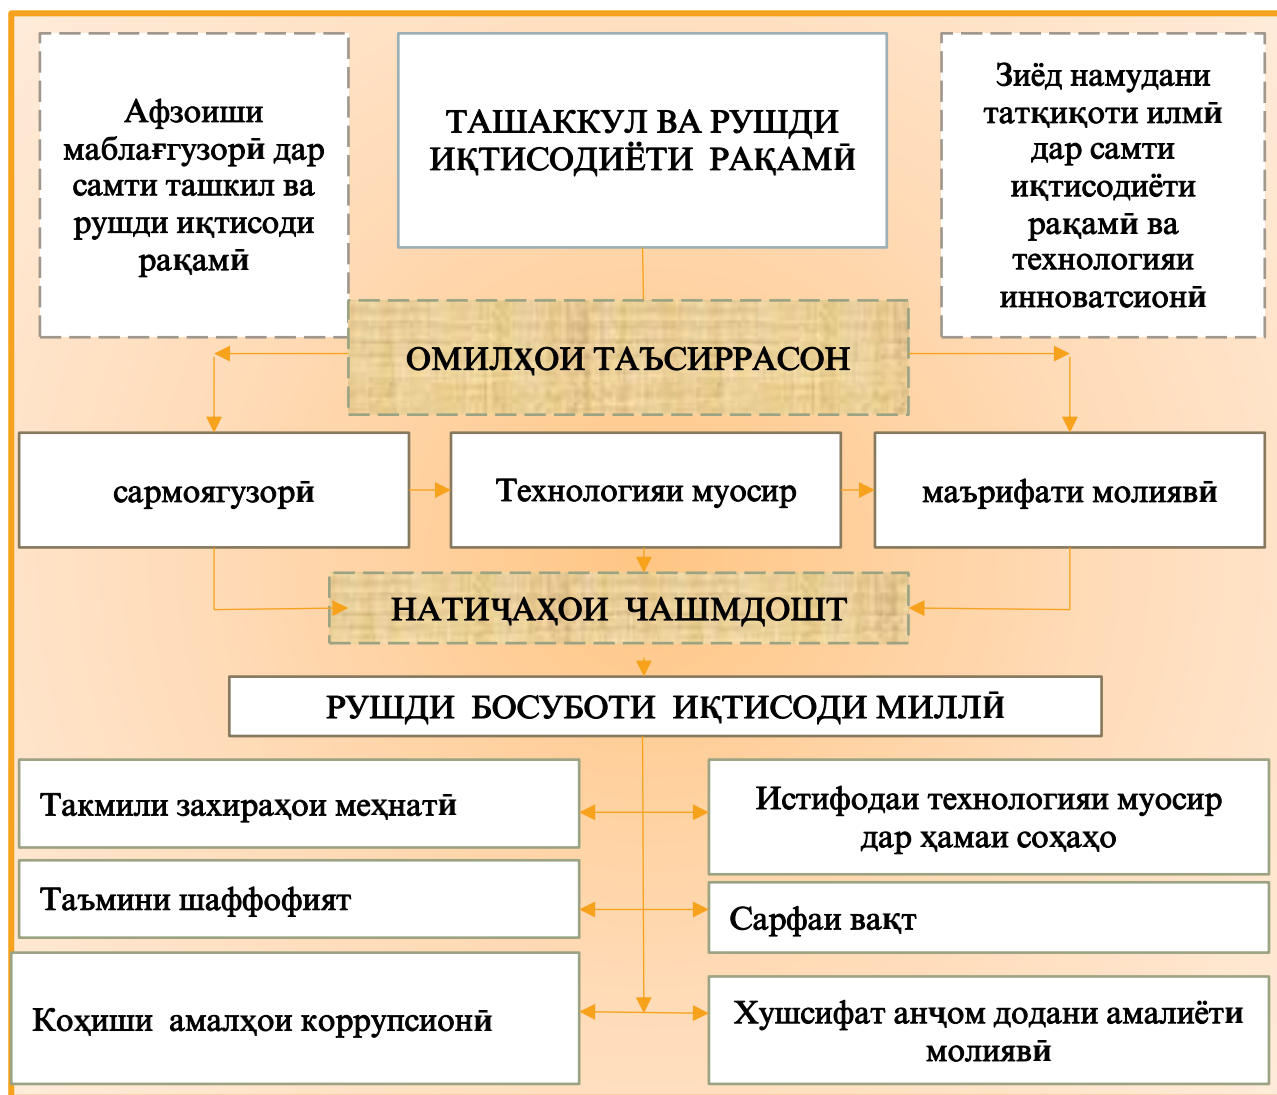 Афзоиши
маблағгузорӣ дар
самти ташкил ва
рушди иқтисоди
рақамӣ
ТАШАККУЛ ВА РУШДИ
ИҚТИСОДИЁТИ РАҚАМӢ
Зиёд намудани
татқиқоти илмӣ
дар самти
иқтисодиёти
рақамӣ ва
технологияи
инноватсионӣ
ОМИЛҲОИ ТАЪСИРРАСОН
сармоягузорӣ
Технологияи муосир
маърифати молиявӣ
НАТИҶАҲОИ ЧАШМДОШТ
РУШДИ БОСУБОТИ ИҚТИСОДИ МИЛЛӢ
Такмили захираҳои меҳнатӣ
Истифодаи технологияи муосир
дар ҳамаи соҳаҳо
Таъмини шаффофият
Сарфаи вақт
Коҳиши амалҳои коррупсионӣ
Хушсифат анҷом додани амалиёти
молиявӣ